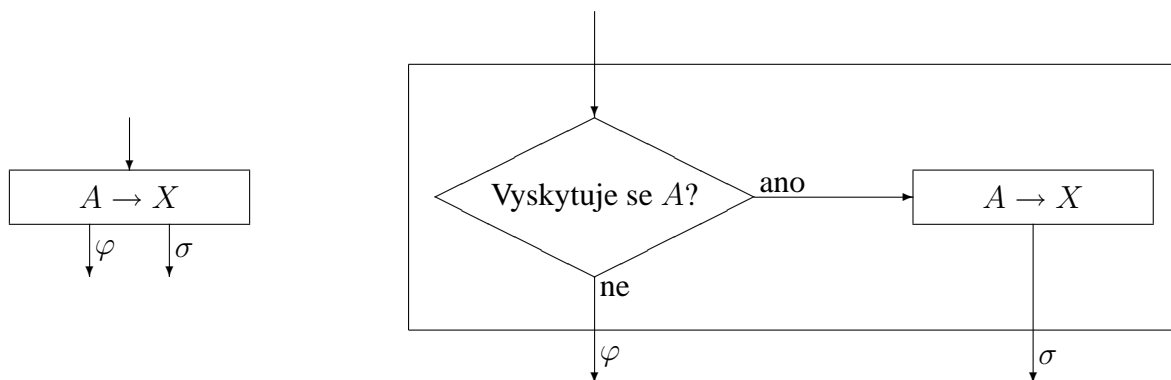 A → X
φ
σ
Vyskytuje se A?
ano
A → X
ne
φ
σ